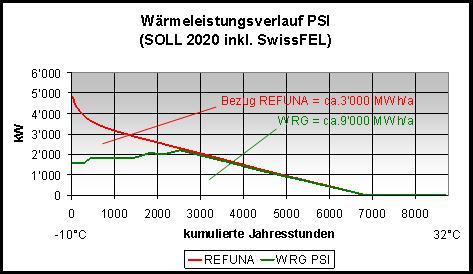 Wärmeleistungsverlauf PSI
(SOLL 2020 inkl. SwissFEL)
6'000
5'000
4'000
3'000
2'000
1'000
0
kW
Bezug REFUNA = ca.3'000 MWh/a
WRG = ca.9'000 MWh/a
0 1000 2000 3000 4000 5000 6000 7000 8000
-10°C kumulierte Jahresstunden 32°C
REFUNA WRG PSI